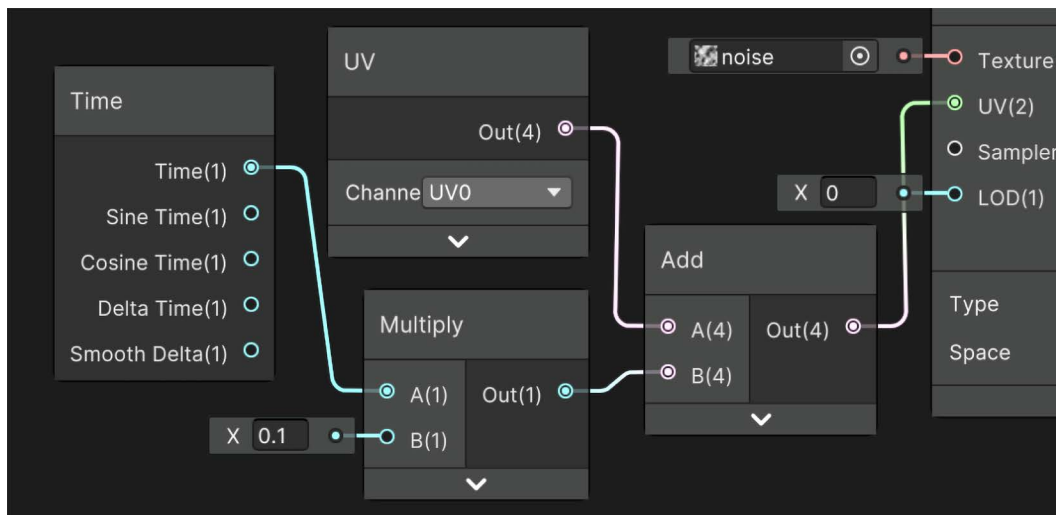 Time
Time(1)
Sine Time(1)
Cosine Time(1)
Delta Time(1)
Smooth Delta(1)
UV
Out(4)
Channe UV0
Multiply
A(1) Out(1)
X 0.1 B(1)
Add
A(4) Out(4)
B(4)
noise Texture
UV(2)
Sampler
X 0 LOD(1)
Type
Space